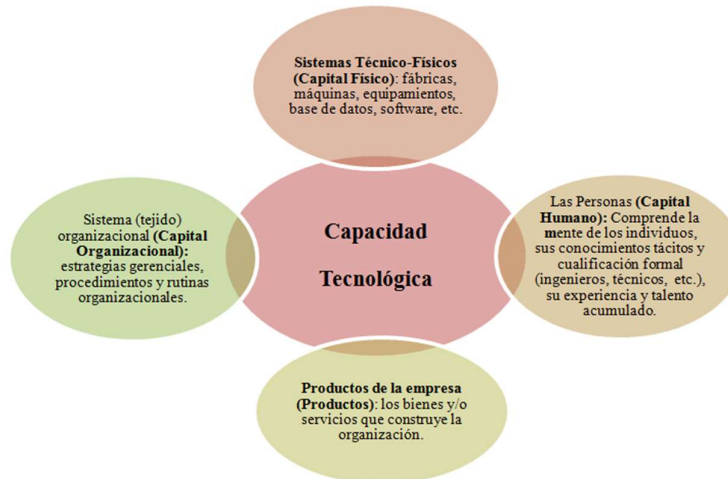 Sistemas Técnico-Físicos
(Capital Físico): fábricas,
máquinas, equipamientos,
base de datos, software, etc.
Sistema (tejido)
organizacional (Capital
Organizacional):
estrategias gerenciales,
procedimientos y rutinas
organizacionales.
Capacidad
Tecnológica
Las Personas (Capital
Humano): Comprende la
mente de los individuos,
sus conocimientos tácitos y
cualificación formal
(ingenieros, técnicos, etc.),
su experiencia y talento
acumulado.
Productos de la empresa
(Productos): los bienes y/o
servicios que construye la
organización.